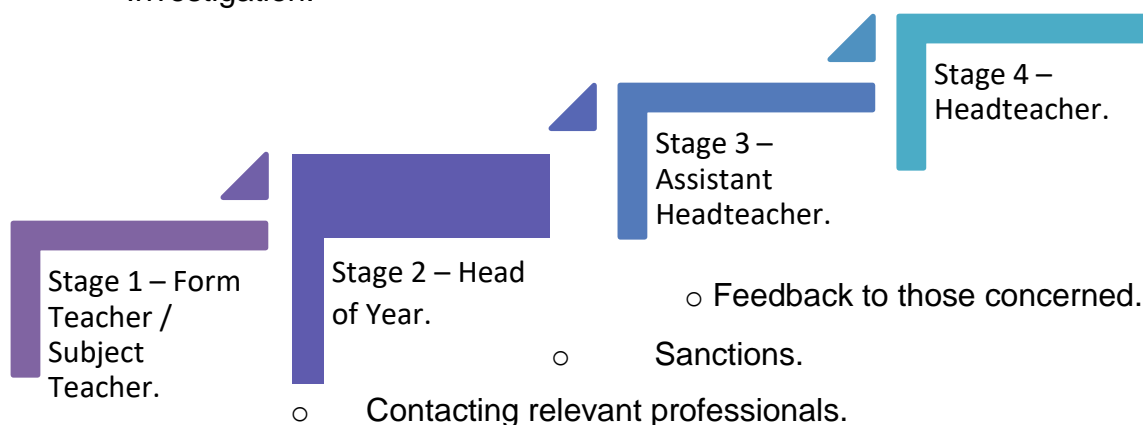 Investigation.
Stage 4 –
Headteacher.
Stage 3 –
Assistant
Headteacher.
Stage 2 – Head
of Year.
Stage 1 – Form
Teacher /
Subject
Teacher.
○ Feedback to those concerned.
○ Sanctions.
○ Contacting relevant professionals.